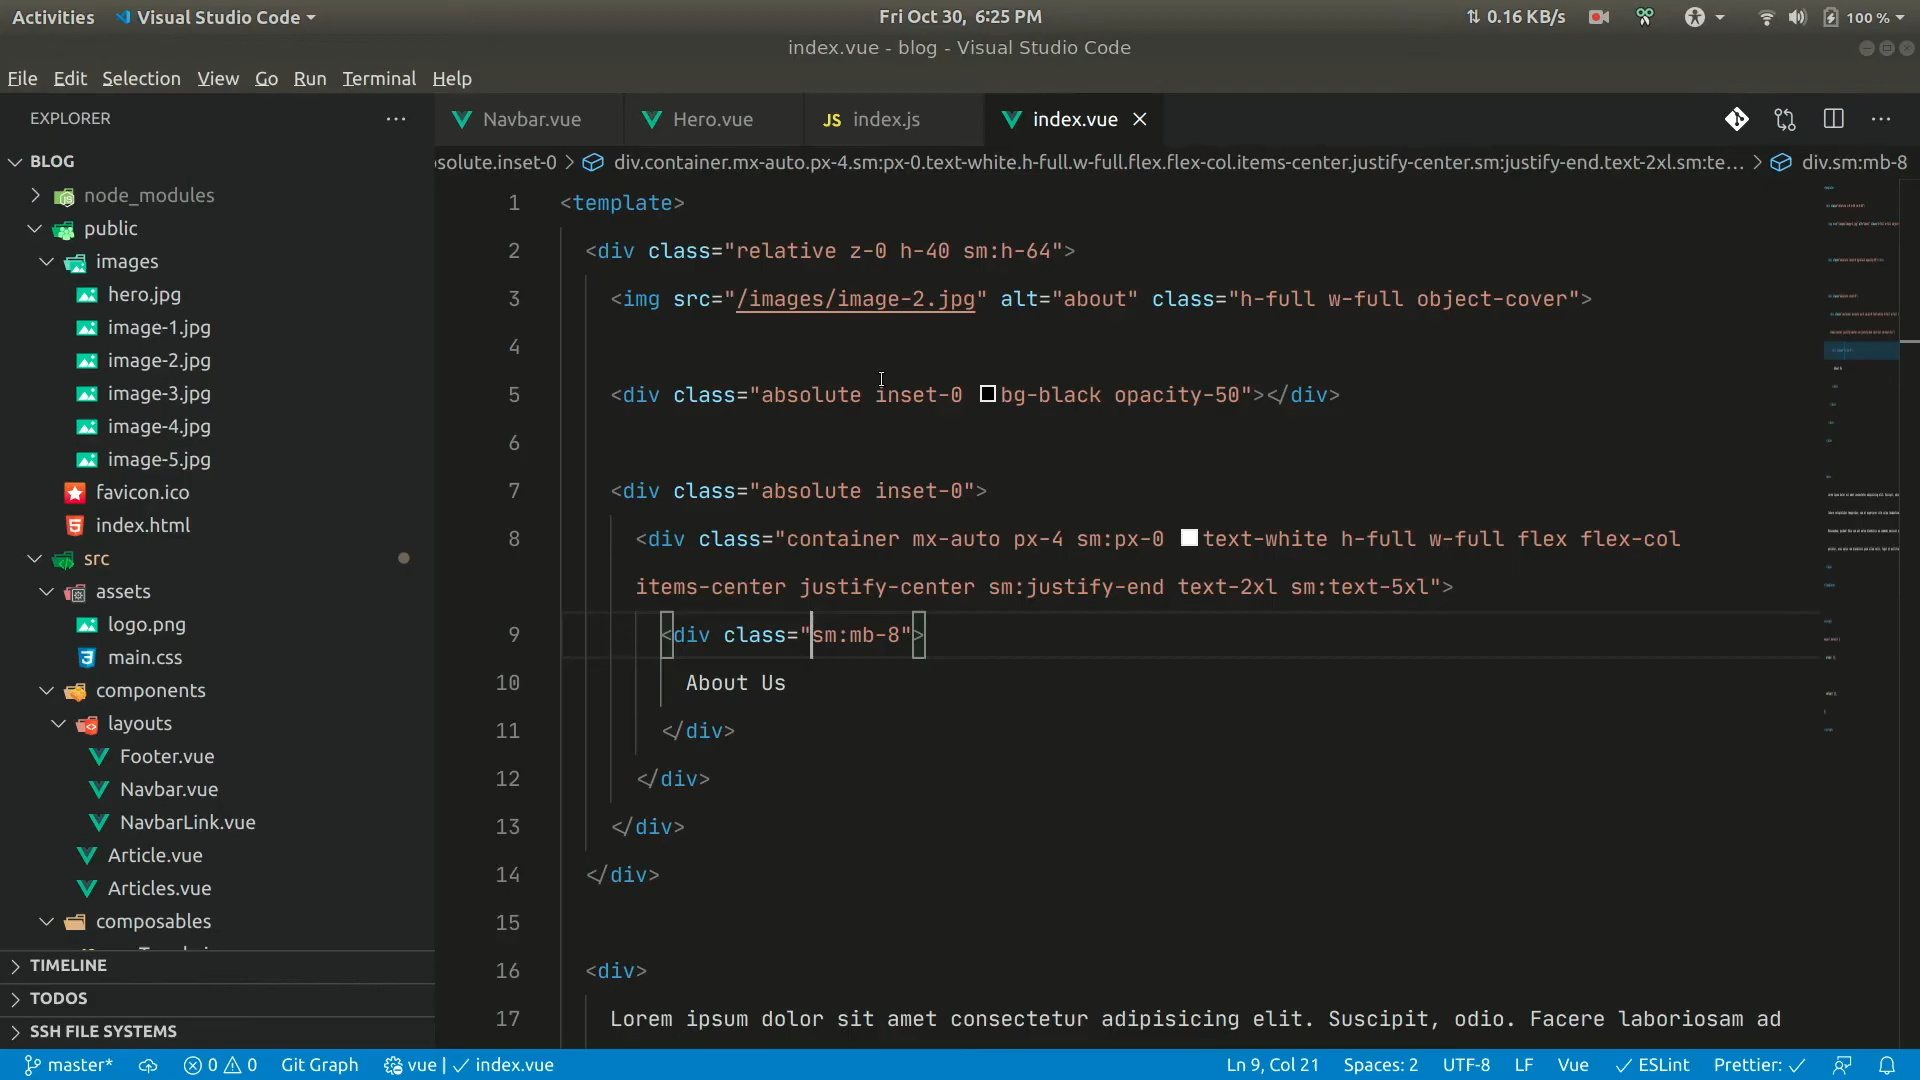 Activities
Visual Studio Code
Fri Oct 30, 6:25 PM
0.16 KB/s
100 %
index.vue - blog - Visual Studio Code
File Edit Selection View Go Run Terminal Help
EXPLORER
Navbar.vue
Hero.vue
JS index.js
index.vue
BLOG
node_modules
public
images
hero.jpg
image-1.jpg
image-2.jpg
image-3.jpg
image-4.jpg
image-5.jpg
favicon.ico
index.html
src
assets
logo.png
main.css
components
layouts
Footer.vue
Navbar.vue
NavbarLink.vue
Article.vue
Articles.vue
composables
TIMELINE
TODOS
SSH FILE SYSTEMS
solute.inset-0 > div.container.mx-auto.px-4.sm:px-0.text-white.h-full.w-full.flex.flex-col.items-center.justify-center.sm:justify-end.text-2xl.sm:te... > div.sm:mb-8
1 <template>
2 <div class="relative z-0 h-40 sm:h-64">
3 <img src="/images/image-2.jpg" alt="about" class="h-full w-full object-cover">
4
5 <div class="absolute inset-0 bg-black opacity-50"></div>
6
7 <div class="absolute inset-0">
8 <div class="container mx-auto px-4 sm:px-0 text-white h-full w-full flex flex-col
items-center justify-center sm:justify-end text-2xl sm:text-5xl">
9 <div class="sm:mb-8">
10 About Us
11 </div>
12 </div>
13 </div>
14 </div>
15
16 <div>
17 Lorem ipsum dolor sit amet consectetur adipisicing elit. Suscipit, odio. Facere laboriosam ad
master*
0 0
Git Graph
vue | ✓ index.vue
Ln 9, Col 21
Spaces: 2
UTF-8
LF
Vue
✓ ESLint
Prettier: ✓